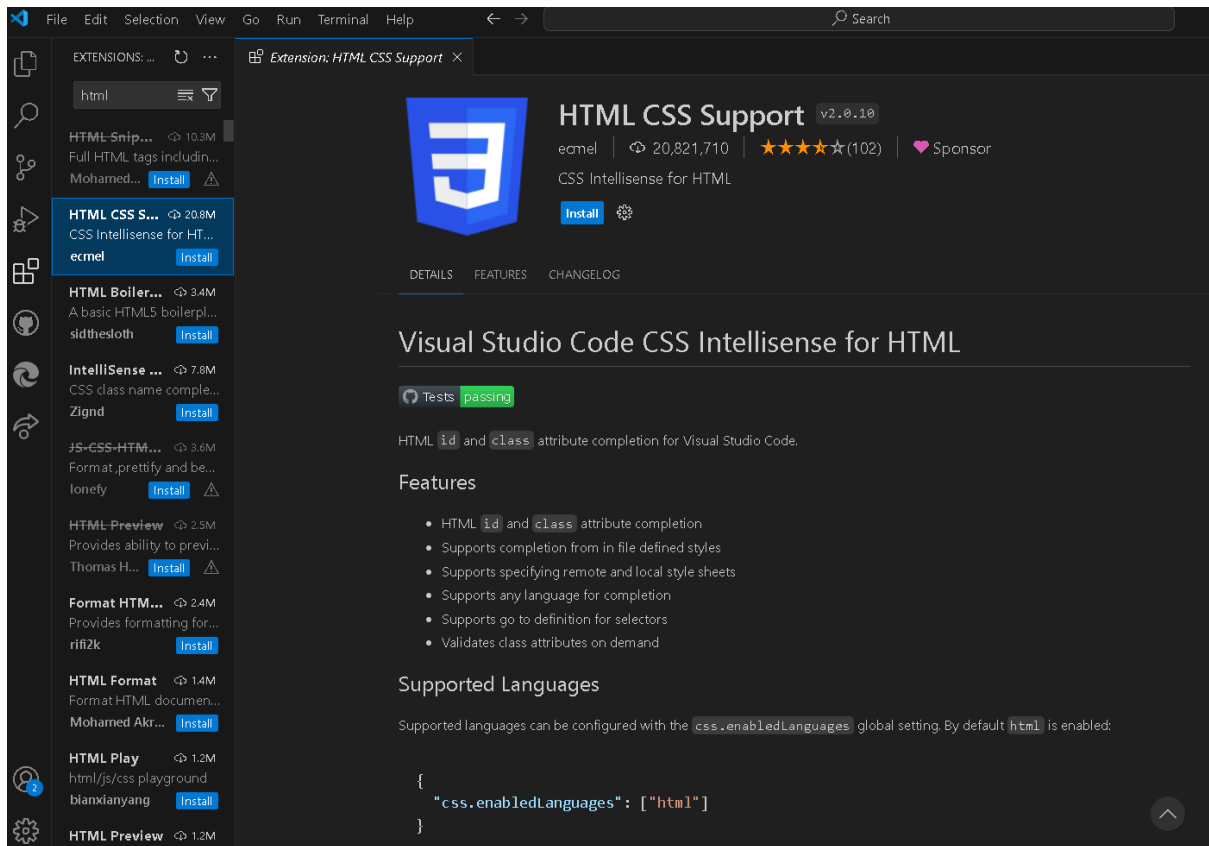 File Edit Selection View Go Run Terminal Help
Search
EXTENSIONS: ...
html
HTML Snip... 10.3M
Full HTML tags includin...
Mohamed... Install
HTML CSS S... 20.8M
CSS Intellisense for HT...
ecmel Install
HTML Boiler... 3.4M
A basic HTML5 boilerpl...
sidthesloth Install
IntelliSense ... 7.8M
CSS class name comple...
Zignd Install
JS-CSS-HTM... 3.6M
Format ,prettify and be...
lonefy Install
HTML Preview 2.5M
Provides ability to previ...
Thomas H... Install
Format HTM... 2.4M
Provides formatting for...
rifi2k Install
HTML Format 1.4M
Format HTML documen...
Mohamed Akr... Install
HTML Play 1.2M
html/js/css playground
bianxianyang Install
HTML Preview 1.2M
2
Extension: HTML CSS Support
HTML CSS Support v2.0.10
ecmel 20,821,710 (102) Sponsor
CSS Intellisense for HTML
Install
DETAILS FEATURES CHANGELOG
Visual Studio Code CSS Intellisense for HTML
Tests passing
HTML id and class attribute completion for Visual Studio Code.
Features
• HTML id and class attribute completion
• Supports completion from in file defined styles
• Supports specifying remote and local style sheets
• Supports any language for completion
• Supports go to definition for selectors
• Validates class attributes on demand
Supported Languages
Supported languages can be configured with the css.enabledLanguages global setting. By default html is enabled:
{
"css.enabledLanguages": ["html"]
}